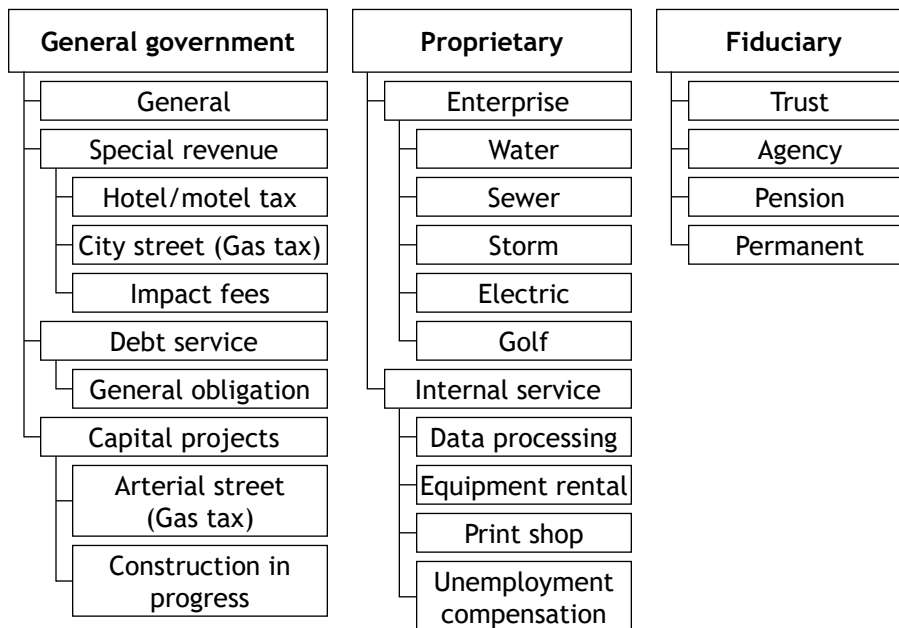 General government
General
Special revenue
Hotel/motel tax
City street (Gas tax)
Impact fees
Debt service
General obligation
Capital projects
Arterial street
(Gas tax)
Construction in
progress
Proprietary
Enterprise
Water
Sewer
Storm
Electric
Golf
Internal service
Data processing
Equipment rental
Print shop
Unemployment
compensation
Fiduciary
Trust
Agency
Pension
Permanent